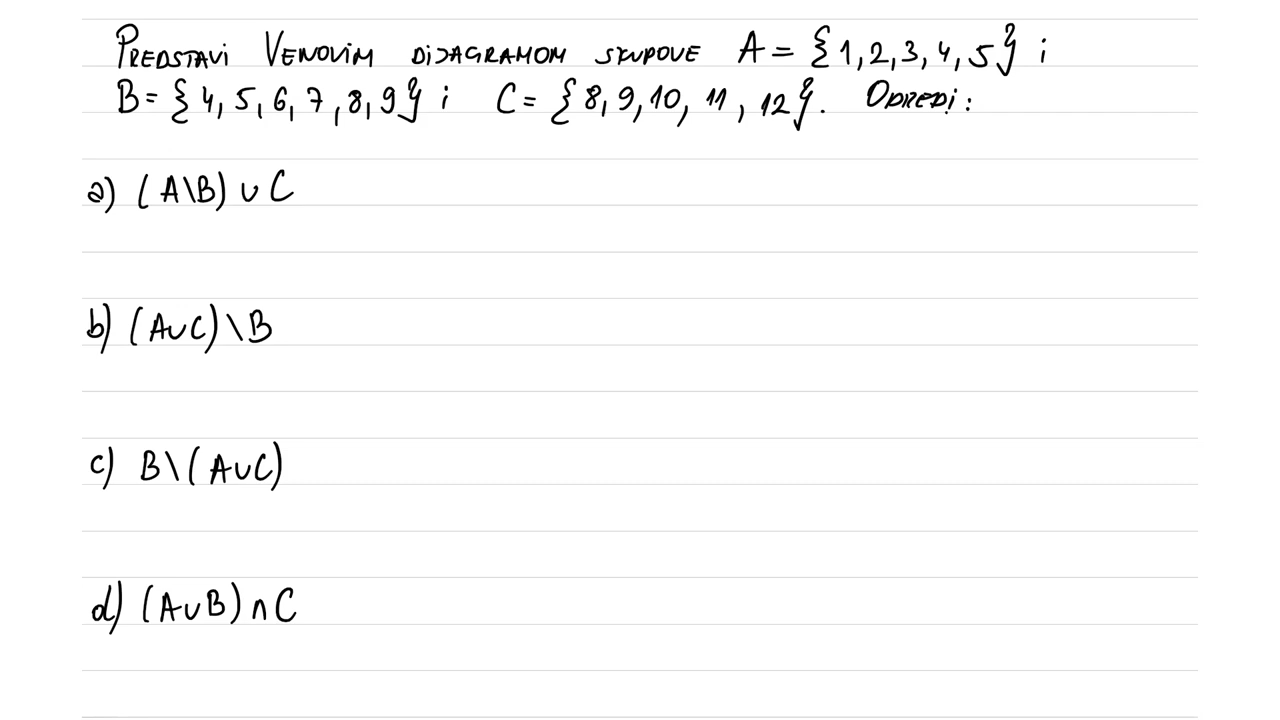 PREDSTAVI VENOVIM DIJAGRAMOM SKUPOVE A = {1, 2, 3, 4, 5} i
B = {4, 5, 6, 7, 8, 9} i C = {8, 9, 10, 11, 12}. ODREDI:
a) (A\B) ∪ C
b) (A∪C) \ B
c) B \ (A∪C)
d) (A∪B) ∩ C